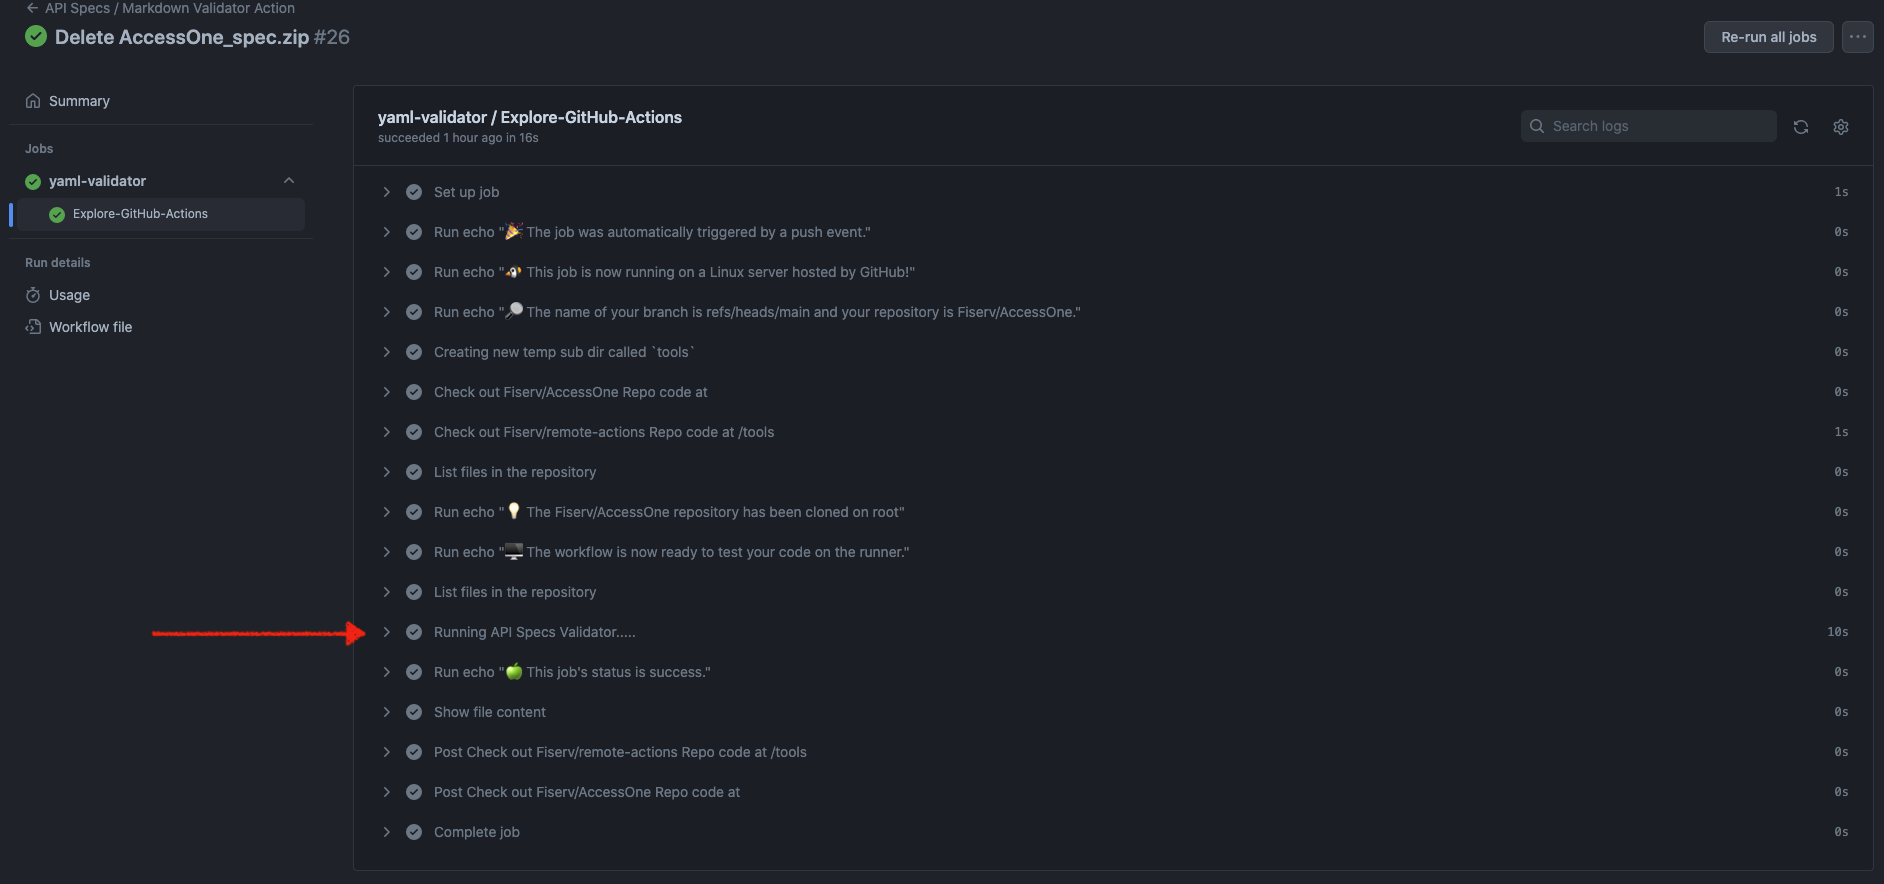 ← API Specs / Markdown Validator Action
Delete AccessOne_spec.zip #26
Re-run all jobs
...
Summary
Jobs
yaml-validator
Explore-GitHub-Actions
Run details
Usage
Workflow file
yaml-validator / Explore-GitHub-Actions
succeeded 1 hour ago in 16s
Search logs
Set up job 1s
Run echo "🎉 The job was automatically triggered by a push event." 0s
Run echo "🐧 This job is now running on a Linux server hosted by GitHub!" 0s
Run echo "🔎 The name of your branch is refs/heads/main and your repository is Fiserv/AccessOne." 0s
Creating new temp sub dir called `tools` 0s
Check out Fiserv/AccessOne Repo code at 0s
Check out Fiserv/remote-actions Repo code at /tools 1s
List files in the repository 0s
Run echo "💡 The Fiserv/AccessOne repository has been cloned on root" 0s
Run echo "🖥️ The workflow is now ready to test your code on the runner." 0s
List files in the repository 0s
Running API Specs Validator..... 10s
Run echo "🍏 This job's status is success." 0s
Show file content 0s
Post Check out Fiserv/remote-actions Repo code at /tools 0s
Post Check out Fiserv/AccessOne Repo code at 0s
Complete job 0s